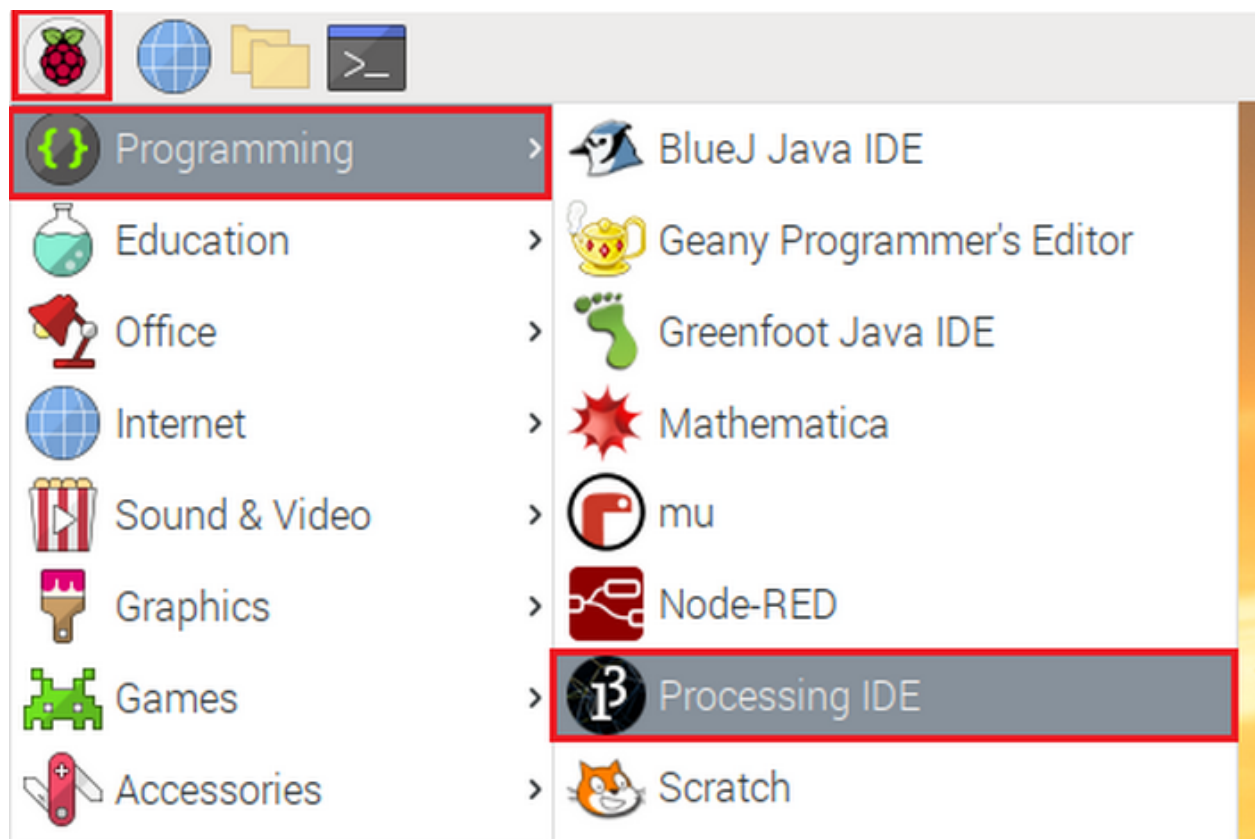 >_
{} Programming >
Education >
Office >
Internet >
Sound & Video >
Graphics >
Games >
Accessories >
BlueJ Java IDE
Geany Programmer's Editor
Greenfoot Java IDE
Mathematica
mu
Node-RED
Processing IDE
Scratch